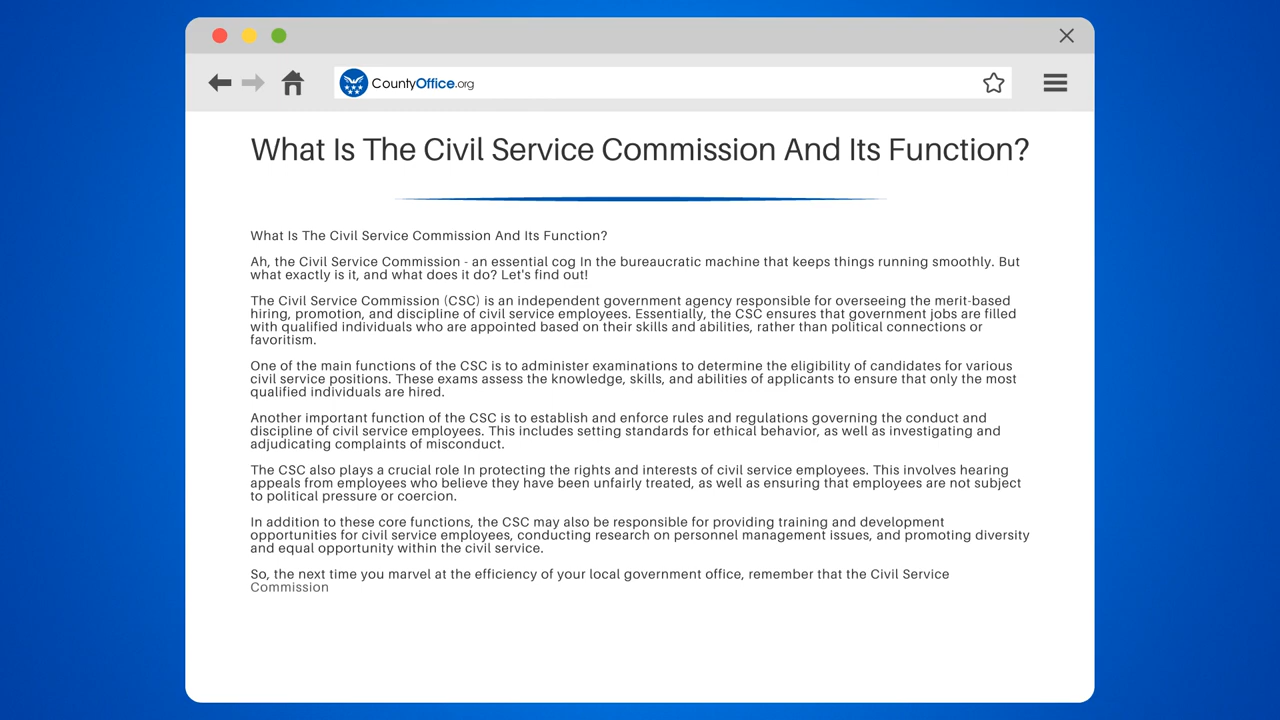 CountyOffice.org
What Is The Civil Service Commission And Its Function?
What Is The Civil Service Commission And Its Function?
Ah, the Civil Service Commission - an essential cog In the bureaucratic machine that keeps things running smoothly. But
what exactly is it, and what does it do? Let's find out!
The Civil Service Commission (CSC) is an independent government agency responsible for overseeing the merit-based
hiring, promotion, and discipline of civil service employees. Essentially, the CSC ensures that government jobs are filled
with qualified individuals who are appointed based on their skills and abilities, rather than political connections or
favoritism.
One of the main functions of the CSC is to administer examinations to determine the eligibility of candidates for various
civil service positions. These exams assess the knowledge, skills, and abilities of applicants to ensure that only the most
qualified individuals are hired.
Another important function of the CSC is to establish and enforce rules and regulations governing the conduct and
discipline of civil service employees. This includes setting standards for ethical behavior, as well as investigating and
adjudicating complaints of misconduct.
The CSC also plays a crucial role In protecting the rights and interests of civil service employees. This involves hearing
appeals from employees who believe they have been unfairly treated, as well as ensuring that employees are not subject
to political pressure or coercion.
In addition to these core functions, the CSC may also be responsible for providing training and development
opportunities for civil service employees, conducting research on personnel management issues, and promoting diversity
and equal opportunity within the civil service.
So, the next time you marvel at the efficiency of your local government office, remember that the Civil Service
Commission